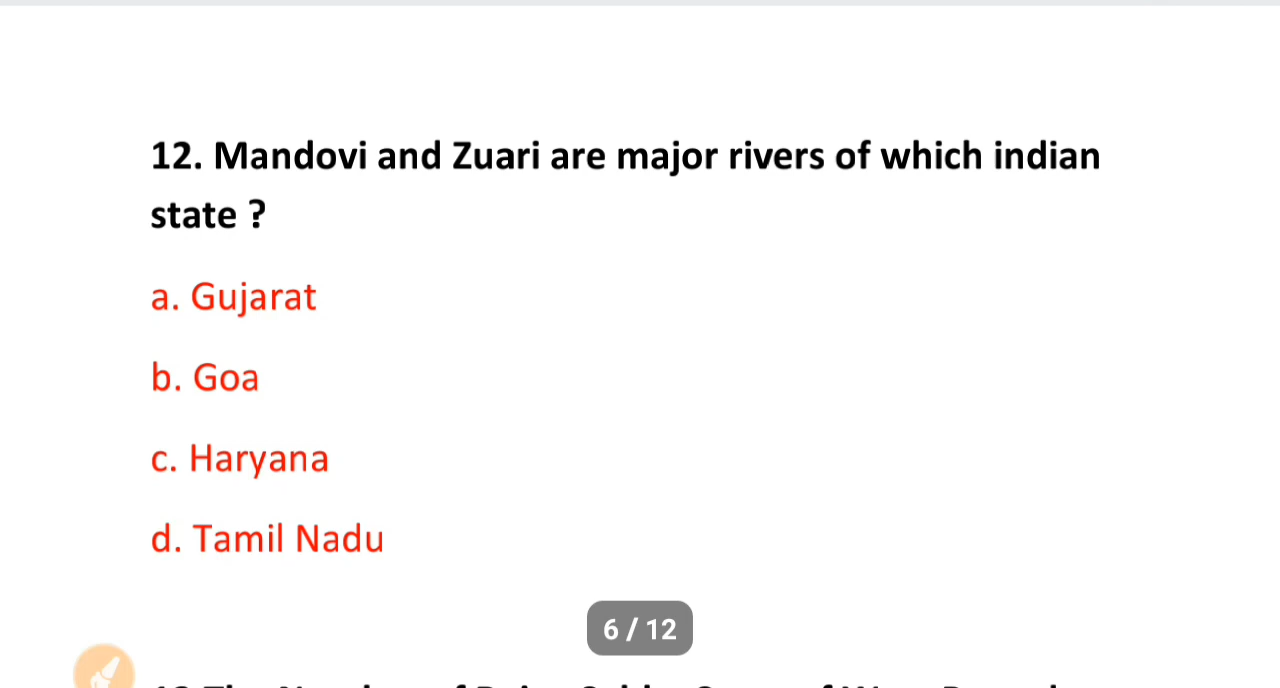 12. Mandovi and Zuari are major rivers of which indian
state ?
a. Gujarat
b. Goa
c. Haryana
d. Tamil Nadu
6 / 12